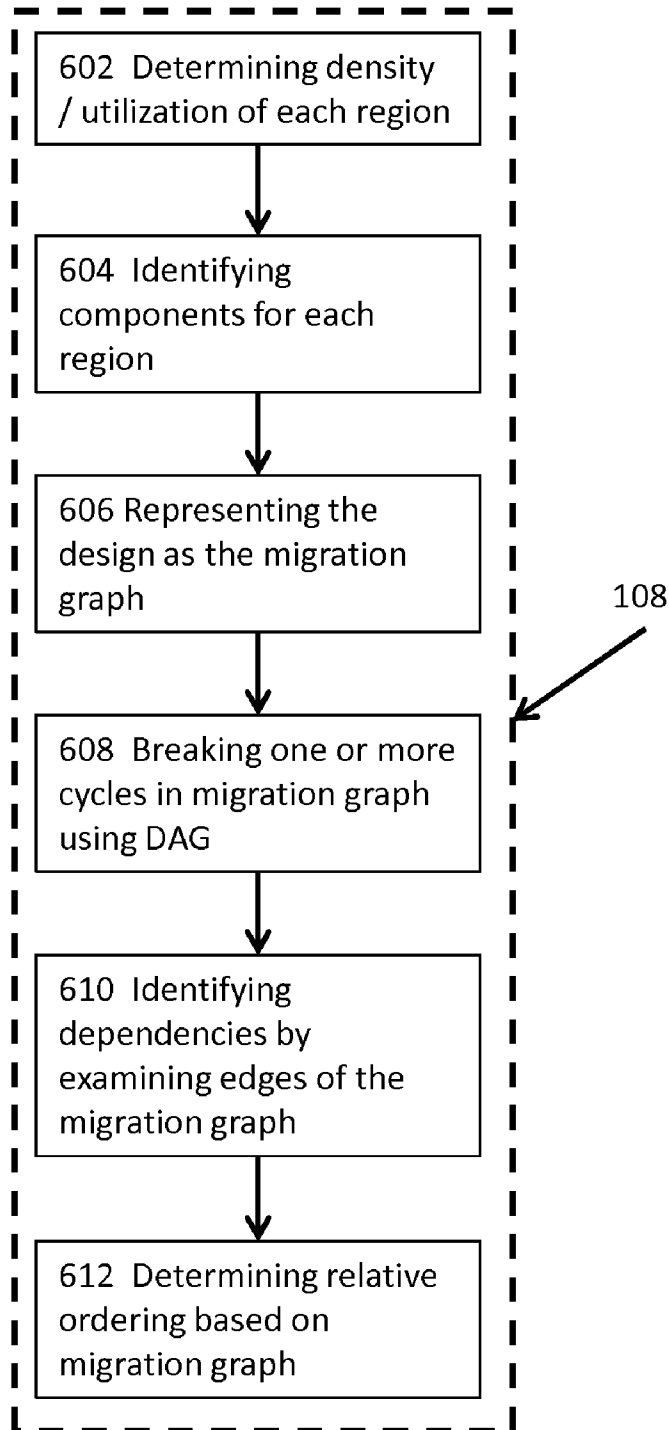 602 Determining density
/ utilization of each region
604 Identifying
components for each
region
606 Representing the
design as the migration
graph
108
608 Breaking one or more
cycles in migration graph
using DAG
610 Identifying
dependencies by
examining edges of the
migration graph
612 Determining relative
ordering based on
migration graph